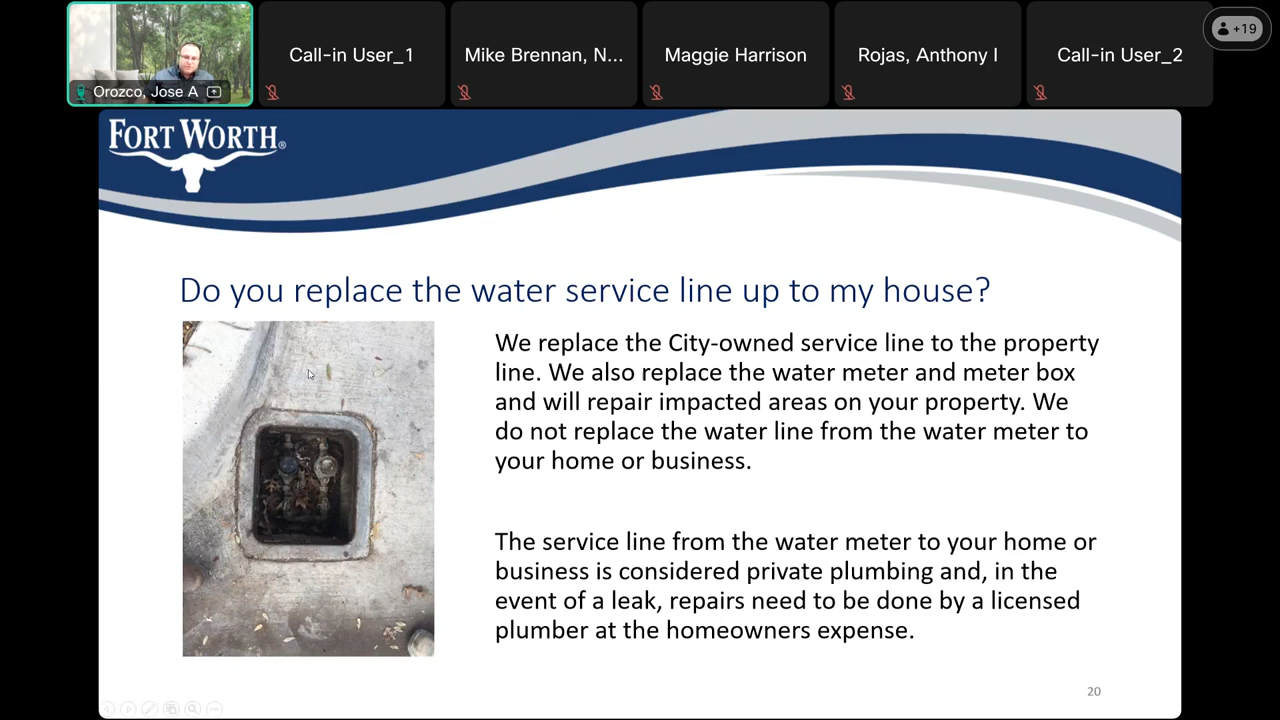 Call-in User_1
Mike Brennan, N...
Maggie Harrison
Rojas, Anthony I
Call-in User_2
+19
Orozco, Jose A
FORT WORTH®
Do you replace the water service line up to my house?
We replace the City-owned service line to the property
line. We also replace the water meter and meter box
and will repair impacted areas on your property. We
do not replace the water line from the water meter to
your home or business.
The service line from the water meter to your home or
business is considered private plumbing and, in the
event of a leak, repairs need to be done by a licensed
plumber at the homeowners expense.
20